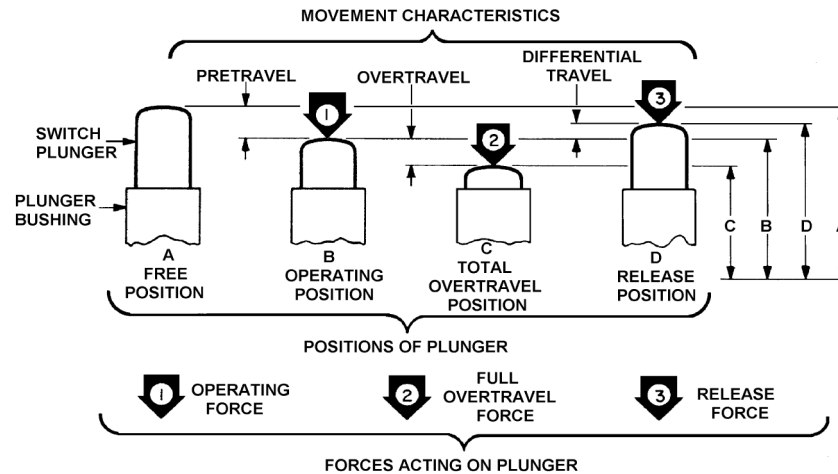 MOVEMENT CHARACTERISTICS
PRETRAVEL
OVERTRAVEL
DIFFERENTIAL
TRAVEL
1
2
3
SWITCH
PLUNGER
PLUNGER
BUSHING
A
FREE
POSITION
B
OPERATING
POSITION
C
TOTAL
OVERTRAVEL
POSITION
D
RELEASE
POSITION
C
B
D
POSITIONS OF PLUNGER
1
OPERATING
FORCE
2
FULL
OVERTRAVEL
FORCE
3
RELEASE
FORCE
FORCES ACTING ON PLUNGER